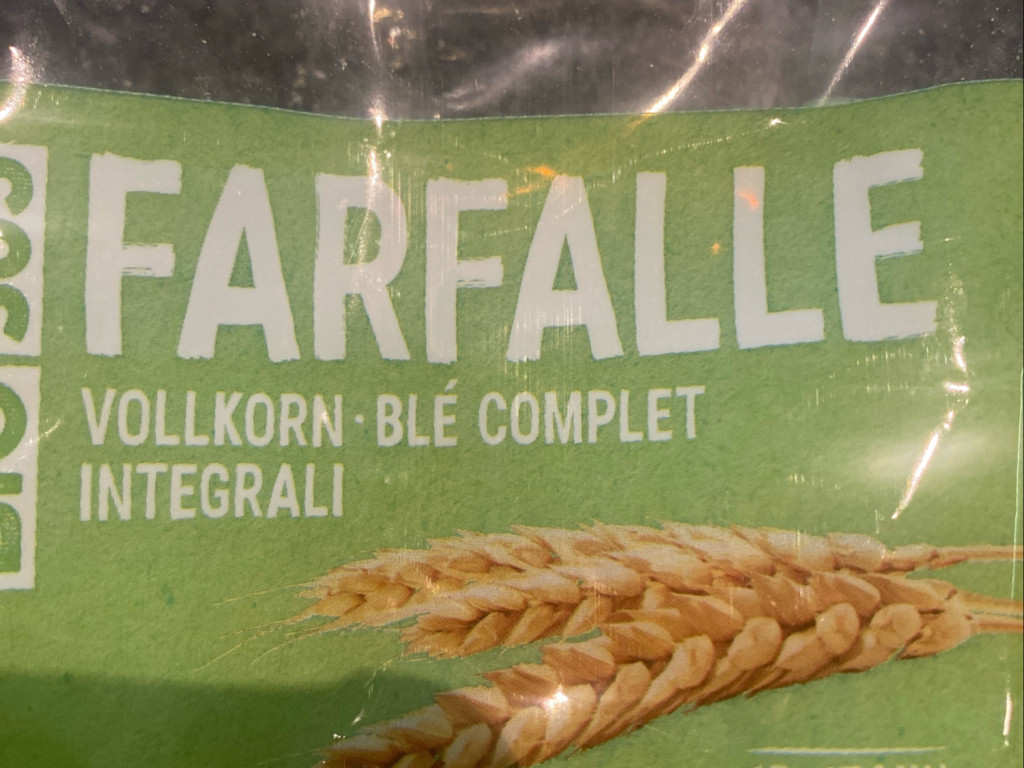 FARFALLE
VOLLKORN · BLÉ COMPLET
INTEGRALI